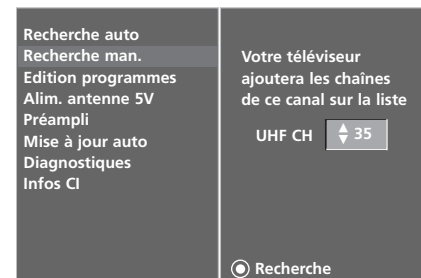 Recherche auto
Recherche man.
Edition programmes
Alim. antenne 5V
Préampli
Mise à jour auto
Diagnostiques
Infos CI
Votre téléviseur
ajoutera les chaînes
de ce canal sur la liste
UHF CH 35
Recherche